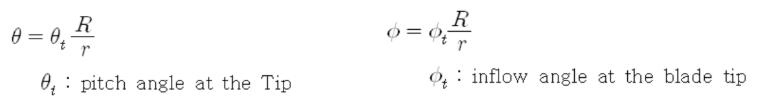 θ = θ_t R/r
φ = φ_t R/r
θ_t : pitch angle at the Tip
φ_t : inflow angle at the blade tip